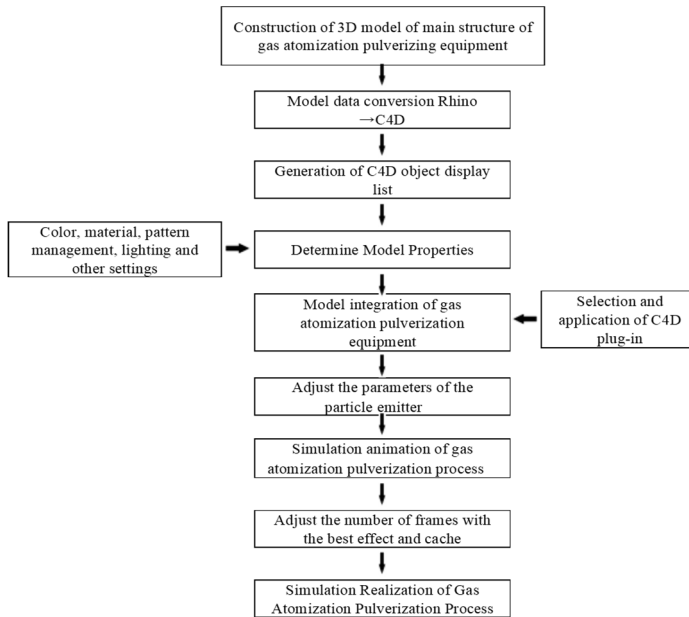 Construction of 3D model of main structure of
gas atomization pulverizing equipment
Model data conversion Rhino
→C4D
Generation of C4D object display
list
Color, material, pattern
management, lighting and
other settings
Determine Model Properties
Model integration of gas
atomization pulverization
equipment
Selection and
application of C4D
plug-in
Adjust the parameters of the
particle emitter
Simulation animation of gas
atomization pulverization process
Adjust the number of frames with
the best effect and cache
Simulation Realization of Gas
Atomization Pulverization Process